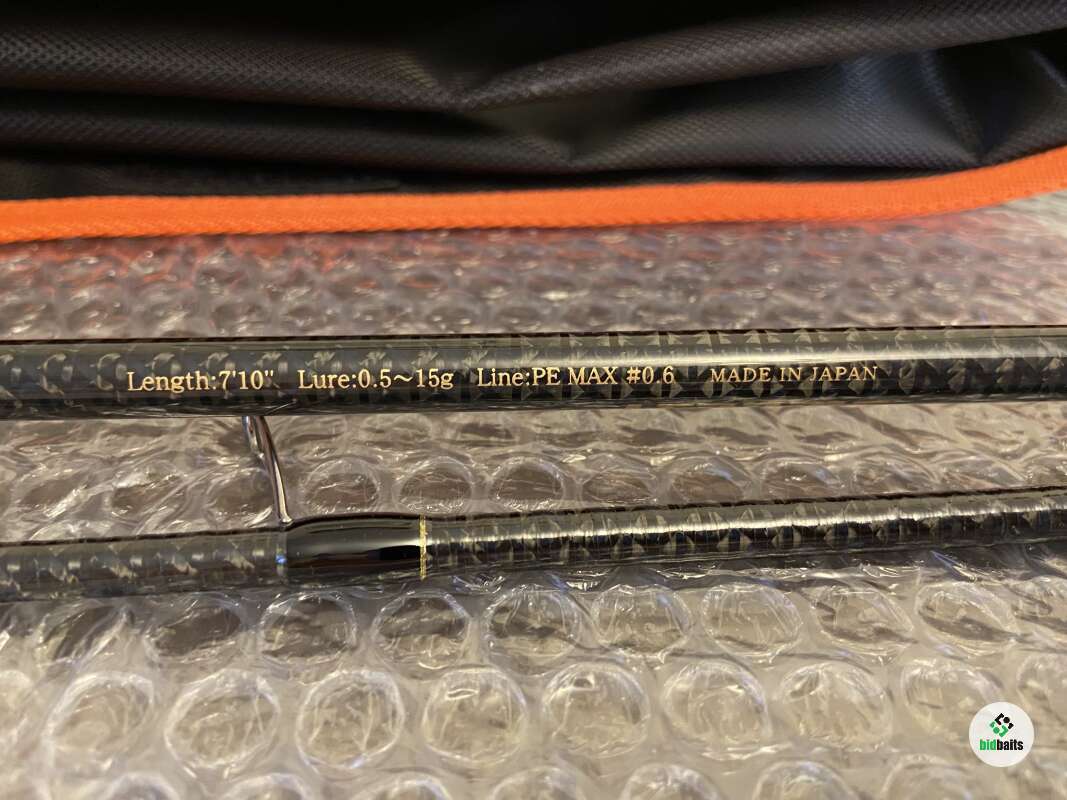 Length:7'10" Lure:0.5～15g Line:PE MAX #0.6 MADE IN JAPAN
bidbaits